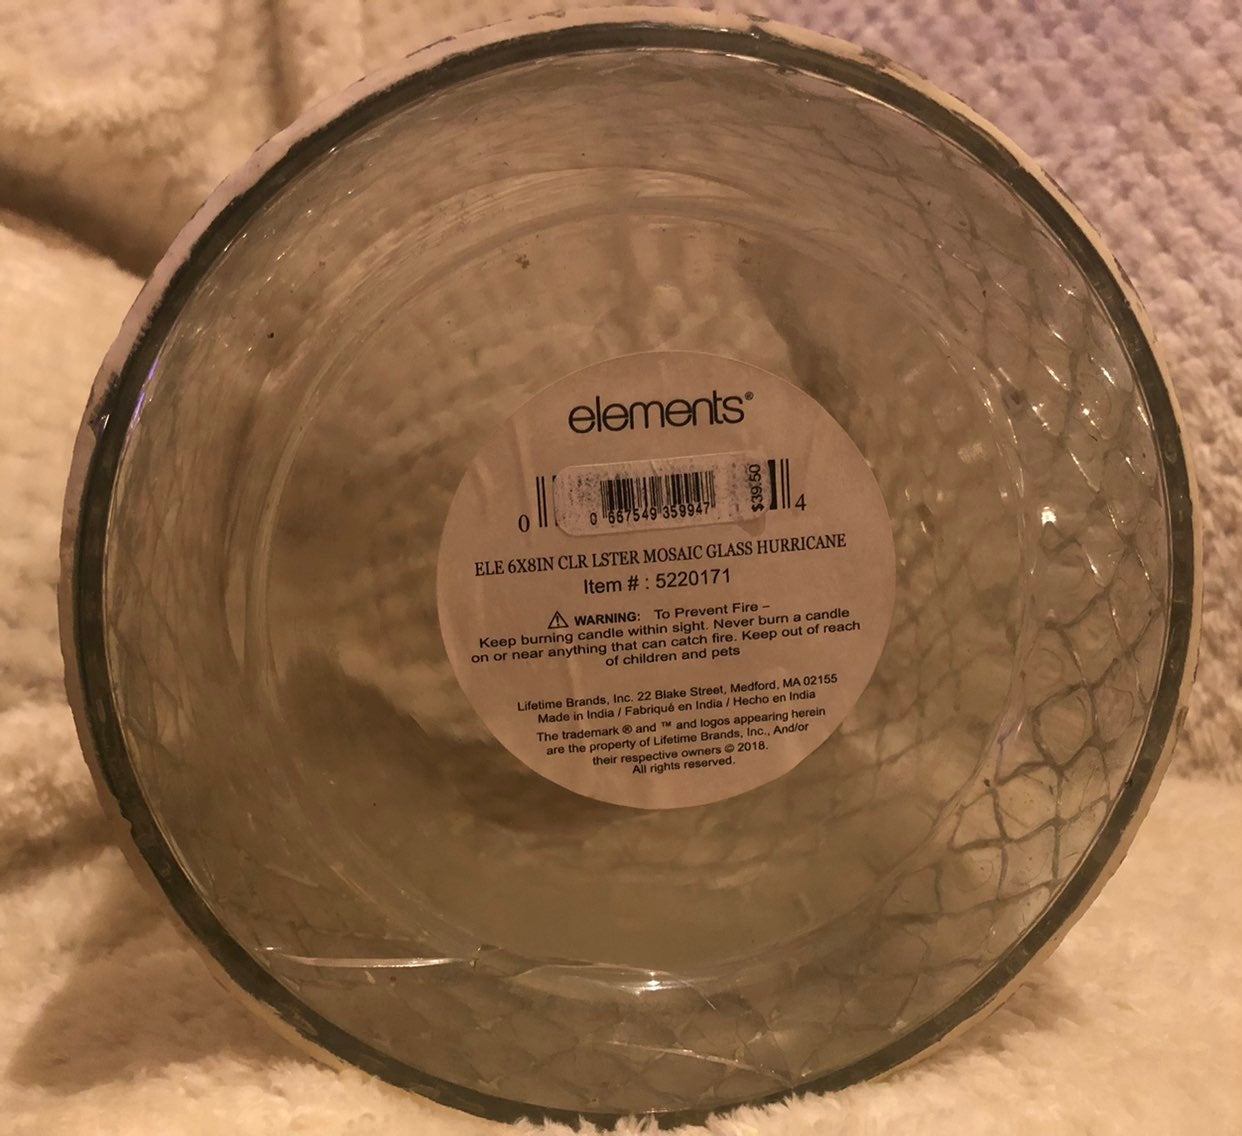 elements®
0 4
0 667549 359947 $39.50
ELE 6X8IN CLR LSTER MOSAIC GLASS HURRICANE
Item # : 5220171
⚠ WARNING: To Prevent Fire –
Keep burning candle within sight. Never burn a candle
on or near anything that can catch fire. Keep out of reach
of children and pets
Lifetime Brands, Inc. 22 Blake Street, Medford, MA 02155
Made in India / Fabriqué en India / Hecho en India
The trademark ® and ™ and logos appearing herein
are the property of Lifetime Brands, Inc., And/or
their respective owners © 2018.
All rights reserved.